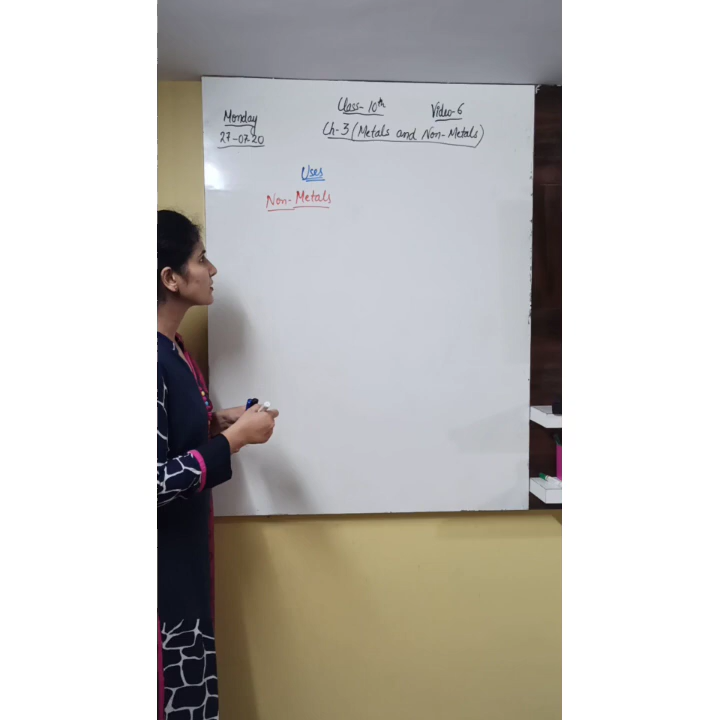 Monday
27-07-20
Class- 10th
Video-6
Ch-3 (Metals and Non-Metals)
Uses
Non-Metals